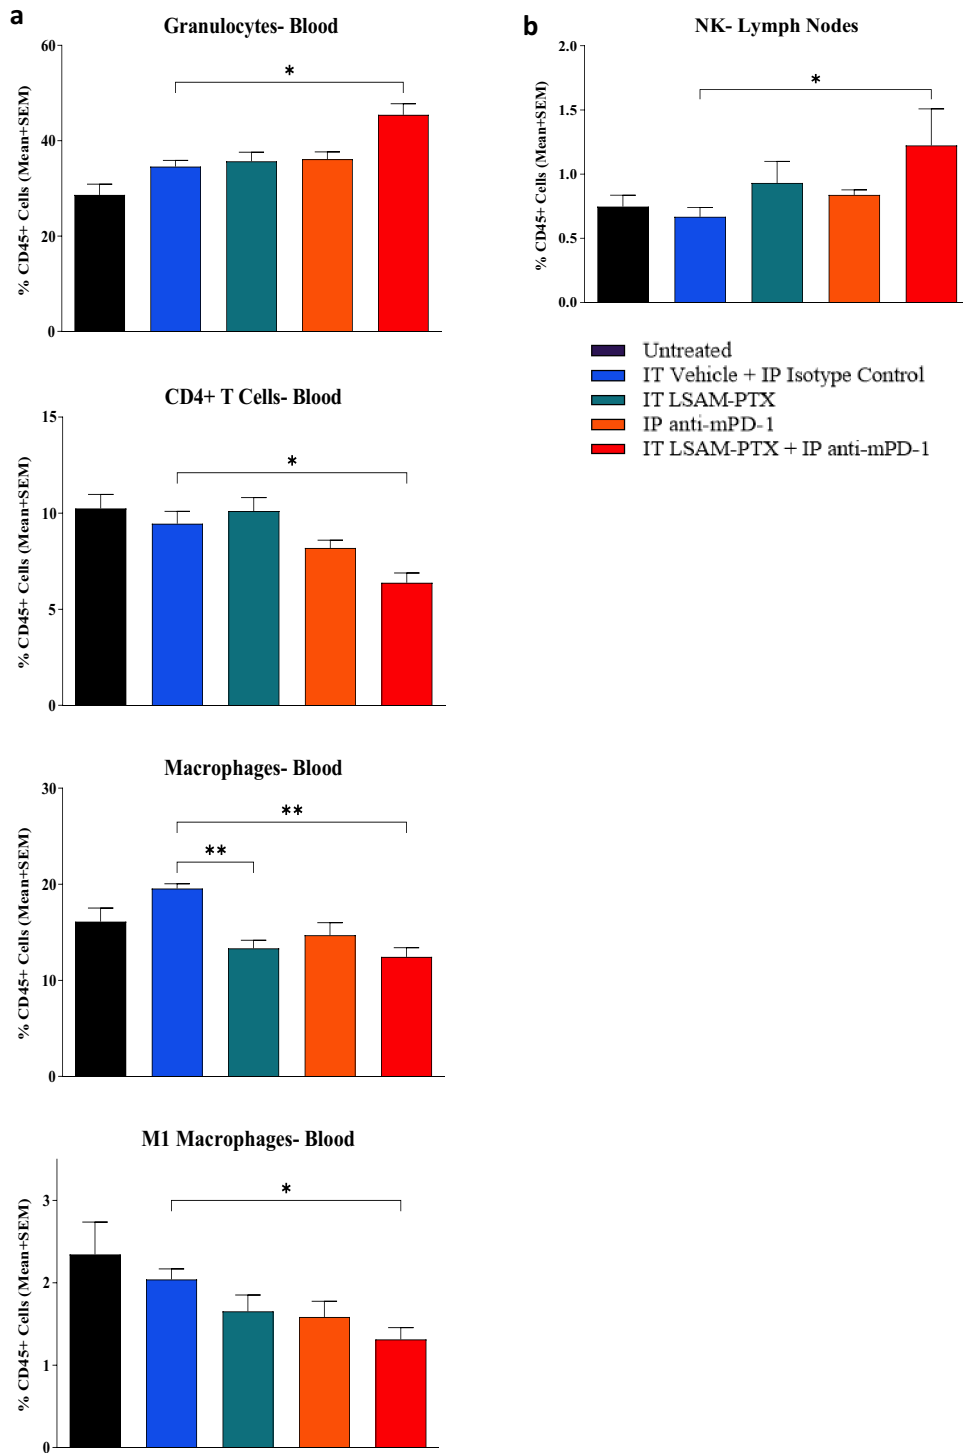 a
Granulocytes- Blood
% CD45+ Cells (Mean+SEM)
60
40
20
0
*
CD4+ T Cells- Blood
% CD45+ Cells (Mean+SEM)
15
10
5
0
*
Macrophages- Blood
% CD45+ Cells (Mean+SEM)
30
20
10
0
**
**
M1 Macrophages- Blood
% CD45+ Cells (Mean+SEM)
3
2
1
0
*
b
NK- Lymph Nodes
% CD45+ Cells (Mean+SEM)
2.0
1.5
1.0
0.5
0.0
*
Untreated
IT Vehicle + IP Isotype Control
IT LSAM-PTX
IP anti-mPD-1
IT LSAM-PTX + IP anti-mPD-1